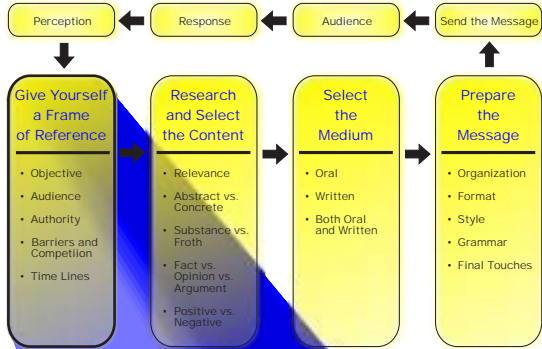 Perception
Response
Audience
Send the Message
Give Yourself
a Frame
of Reference
• Objective
• Audience
• Authority
• Barriers and
Competiion
• Time Lines
Research
and Select
the Content
• Relevance
• Abstract vs.
Concrete
• Substance vs.
Froth
• Fact vs.
Opinion vs.
Argument
• Positive vs.
Negative
Select
the
Medium
• Oral
• Written
• Both Oral
and Written
Prepare
the
Message
• Organization
• Format
• Style
• Grammar
• Final Touches